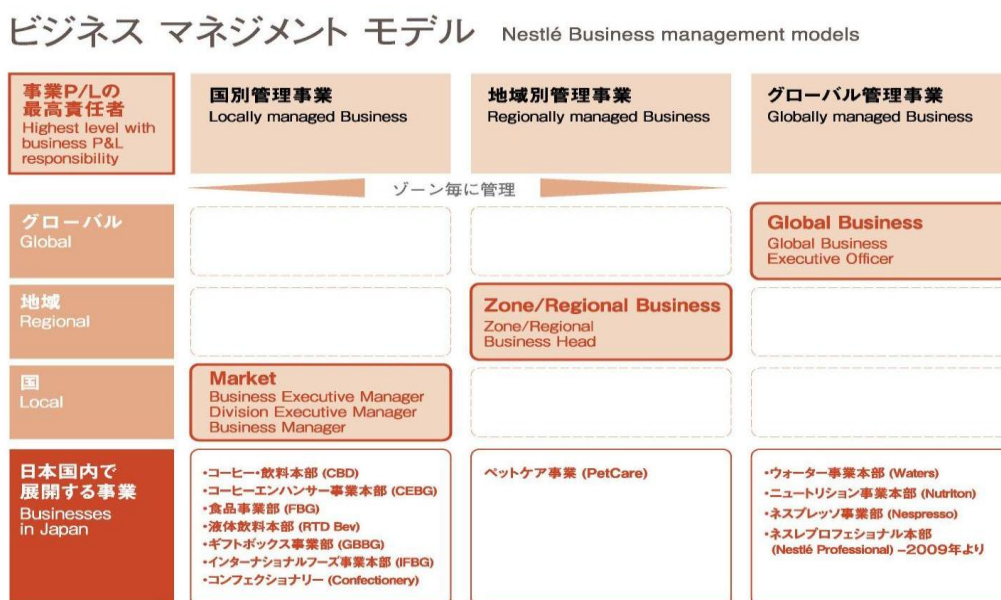 ビジネス マネジメント モデル Nestlé Business management models
事業P/Lの
最高責任者
Highest level with
business P&L
responsibility
国別管理事業
Locally managed Business
地域別管理事業
Regionally managed Business
グローバル管理事業
Globally managed Business
ゾーン毎に管理
グローバル
Global
Global Business
Global Business
Executive Officer
地域
Regional
Zone/Regional Business
Zone/Regional
Business Head
国
Local
Market
Business Executive Manager
Division Executive Manager
Business Manager
日本国内で
展開する事業
Businesses
in Japan
・コーヒー・飲料本部 (CBD)
・コーヒーエンハンサー事業本部 (CEBG)
・食品事業部 (FBG)
・液体飲料本部 (RTD Bev)
・ギフトボックス事業部 (GBBG)
・インターナショナルフーズ事業本部 (IFBG)
・コンフェクショナリー (Confectionery)
ペットケア事業 (PetCare)
・ウォーター事業本部 (Waters)
・ニュートリション事業本部 (Nutriton)
・ネスプレッソ事業部 (Nespresso)
・ネスレプロフェショナル本部
(Nestlé Professional) –2009年より